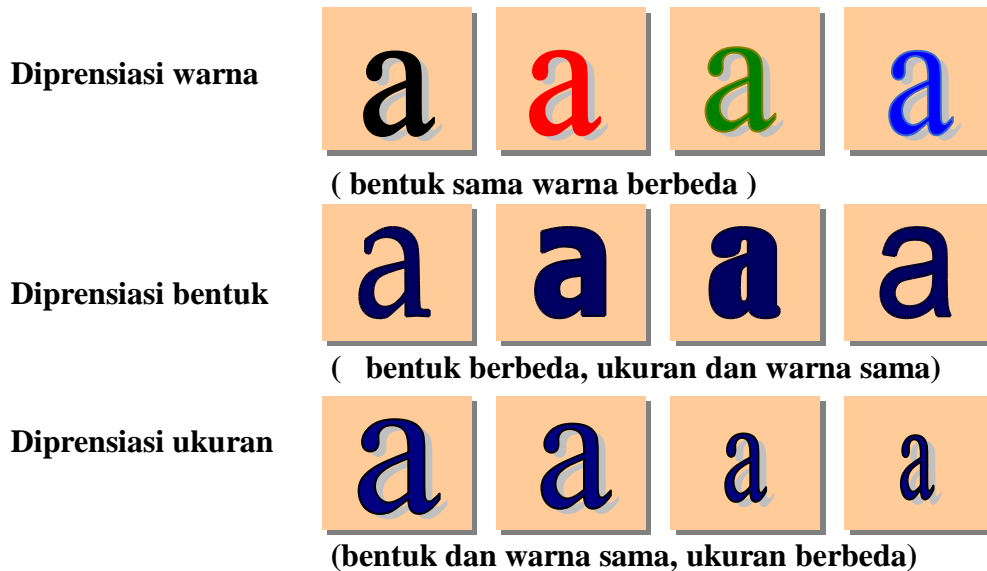 Diprensiasi warna
a a a a
( bentuk sama warna berbeda )
Diprensiasi bentuk
a a a a
( bentuk berbeda, ukuran dan warna sama)
Diprensiasi ukuran
a a a a
(bentuk dan warna sama, ukuran berbeda)